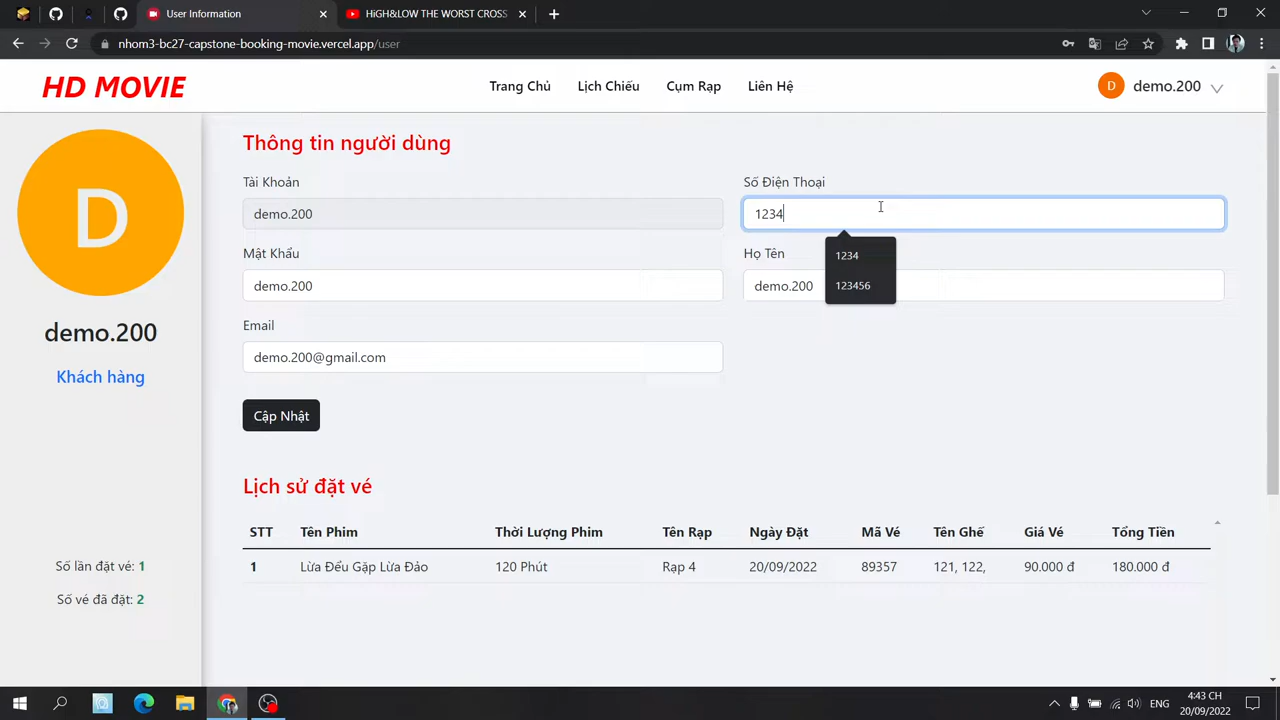 User Information
HiGH&LOW THE WORST CROSS
nhom3-bc27-capstone-booking-movie.vercel.app/user
HD MOVIE
Trang Chủ
Lịch Chiếu
Cụm Rạp
Liên Hệ
D
demo.200
D
demo.200
Khách hàng
Số lần đặt vé: 1
Số vé đã đặt: 2
Thông tin người dùng
Tài Khoản
Số Điện Thoại
demo.200
1234
1234
123456
Mật Khẩu
Họ Tên
demo.200
demo.200
Email
demo.200@gmail.com
Cập Nhật
Lịch sử đặt vé
STT Tên Phim Thời Lượng Phim Tên Rạp Ngày Đặt Mã Vé Tên Ghế Giá Vé Tổng Tiền
1 Lừa Đểu Gặp Lừa Đảo 120 Phút Rạp 4 20/09/2022 89357 121, 122, 90.000 đ 180.000 đ
ENG
4:43 CH
20/09/2022